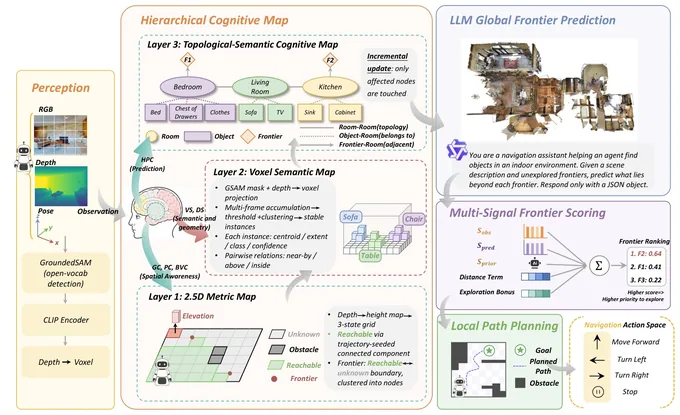 Perception
RGB
Depth
Pose
Observation
GroundedSAM
(open-vocab
detection)
CLIP Encoder
Depth → Voxel
Hierarchical Cognitive Map
Layer 3: Topological-Semantic Cognitive Map
F1
F2
Bedroom
Living
Room
Kitchen
Bed
Chest of
Drawers
Clothes
Sofa
TV
Sink
Cabinet
Room
Object
Frontier
Room-Room(topology)
Object-Room(belongs to)
Frontier-Room(adjacent)
Incremental
update: only
affected nodes
are touched
HPC
(Prediction)
VS, DS
(Semantic and
geometry)
GC, PC, BVC
(Spatial Awareness)
Layer 2: Voxel Semantic Map
• GSAM mask + depth→ voxel
projection
• Multi-frame accumulation→
threshold +clustering→ stable
instances
• Each instance: centroid / extent
/ class / confidence
• Pairwise relations: near-by /
above / inside
Sofa
Chair
Table
Layer 1: 2.5D Metric Map
Elevation
Unknown
Obstacle
Reachable
Frontier
• Depth→height map→
3-state grid
• Reachable via
trajectory-seeded
connected component
• Frontier: Reachable↔
unknown boundary,
clustered into nodes
LLM Global Frontier Prediction
You are a navigation assistant helping an agent find
objects in an indoor environment. Given a scene
description and unexplored frontiers, predict what lies
beyond each frontier. Respond only with a JSON object.
Multi-Signal Frontier Scoring
S_obs
S_pred
S_prior
Distance Term
Exploration Bonus
Σ
Frontier Ranking
1. F2: 0.64
2. F1: 0.41
3. F3: 0.22
Higher score=>
Higher priority to explore
Local Path Planning
Goal
Planned
Path
Obstacle
Navigation Action Space
Move Forward
Turn Left
Turn Right
Stop